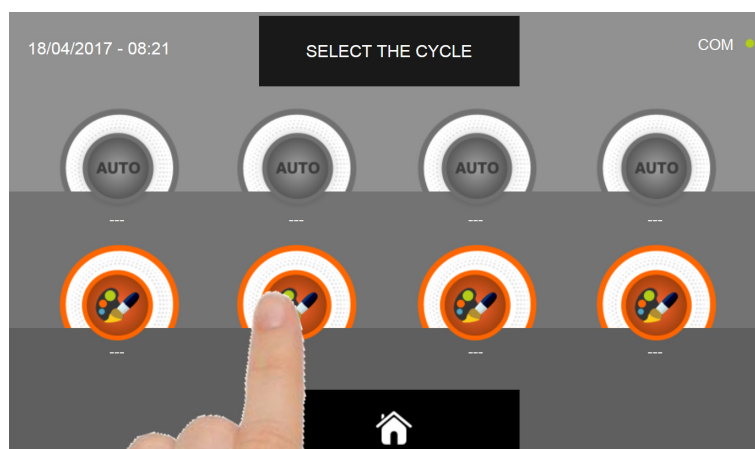 18/04/2017 - 08:21
SELECT THE CYCLE
COM
AUTO AUTO AUTO AUTO
--- --- --- ---
--- --- ---